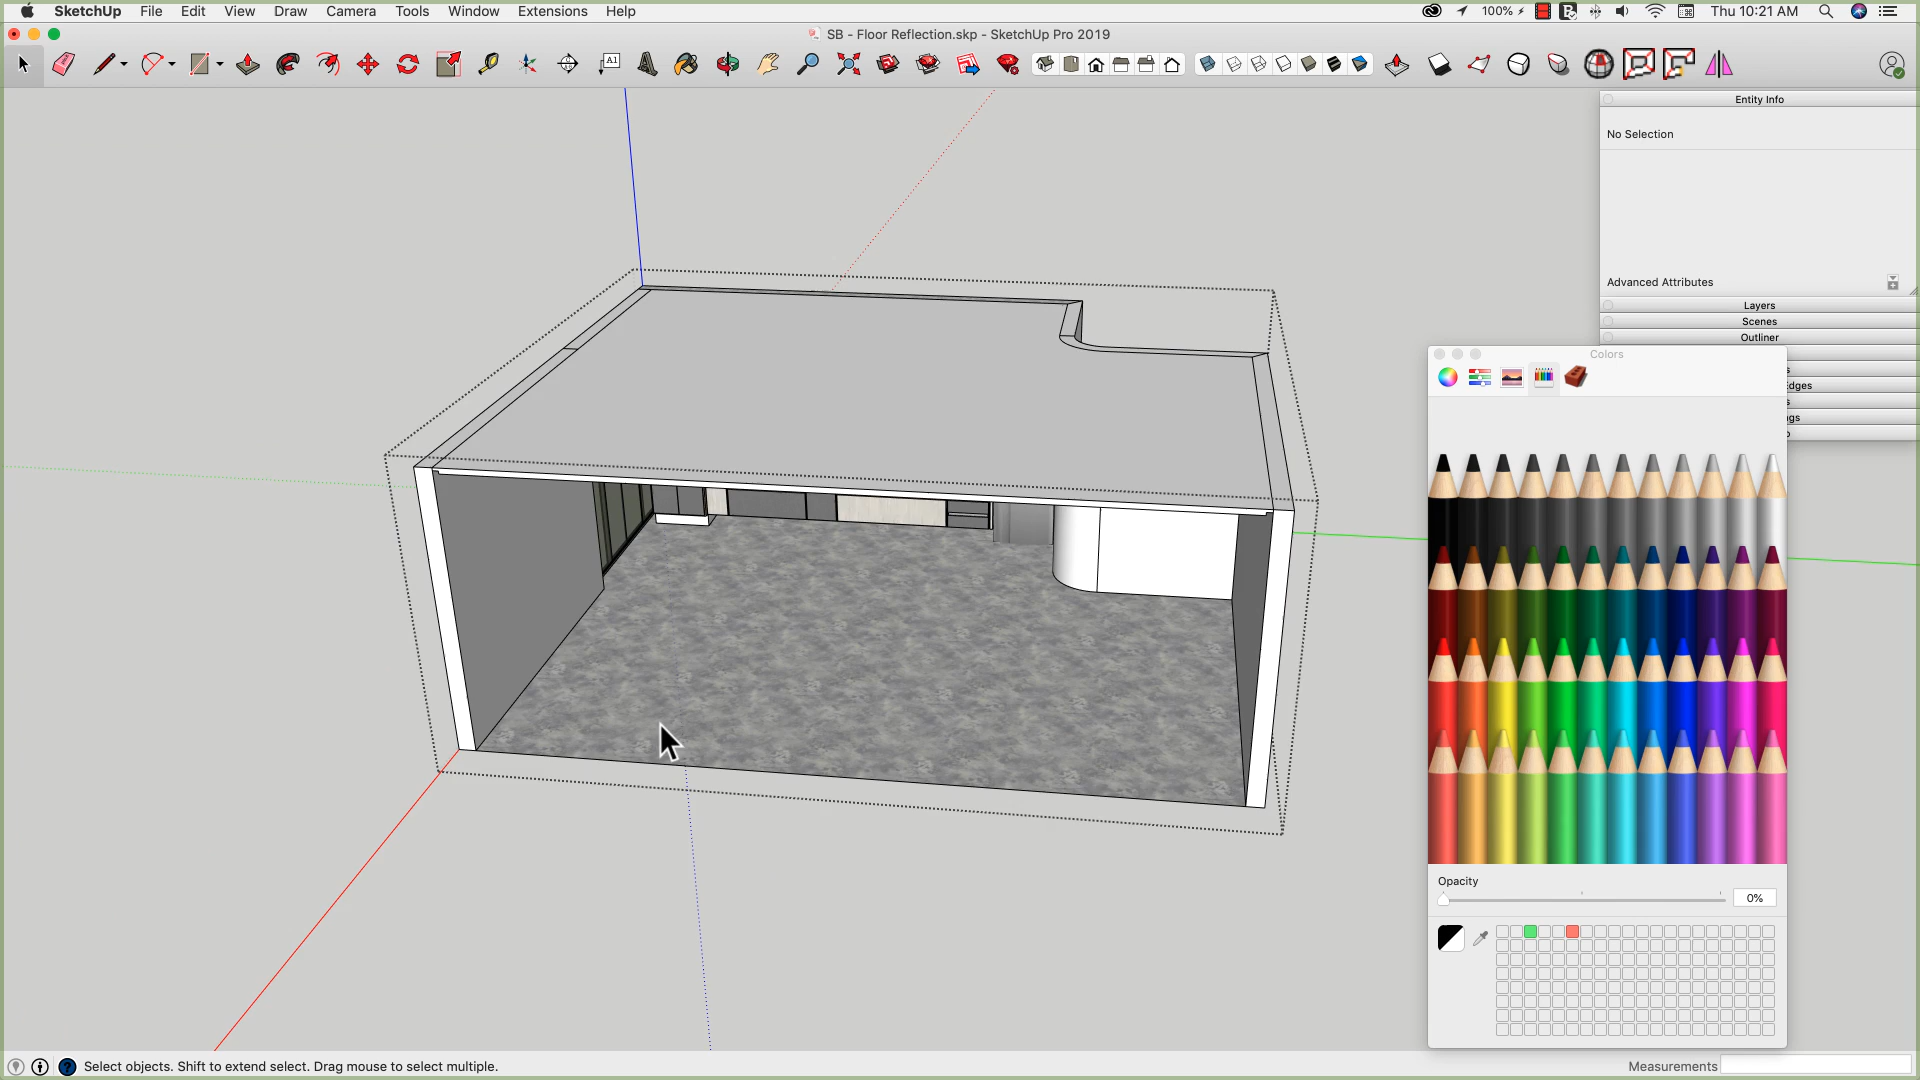 SketchUp File Edit View Draw Camera Tools Window Extensions Help
100% Thu 10:21 AM
SB - Floor Reflection.skp - SketchUp Pro 2019
A1
Entity Info
No Selection
Advanced Attributes
Layers
Scenes
Outliner
Colors
s
dges
s
gs
Opacity
0%
Select objects. Shift to extend select. Drag mouse to select multiple.
Measurements